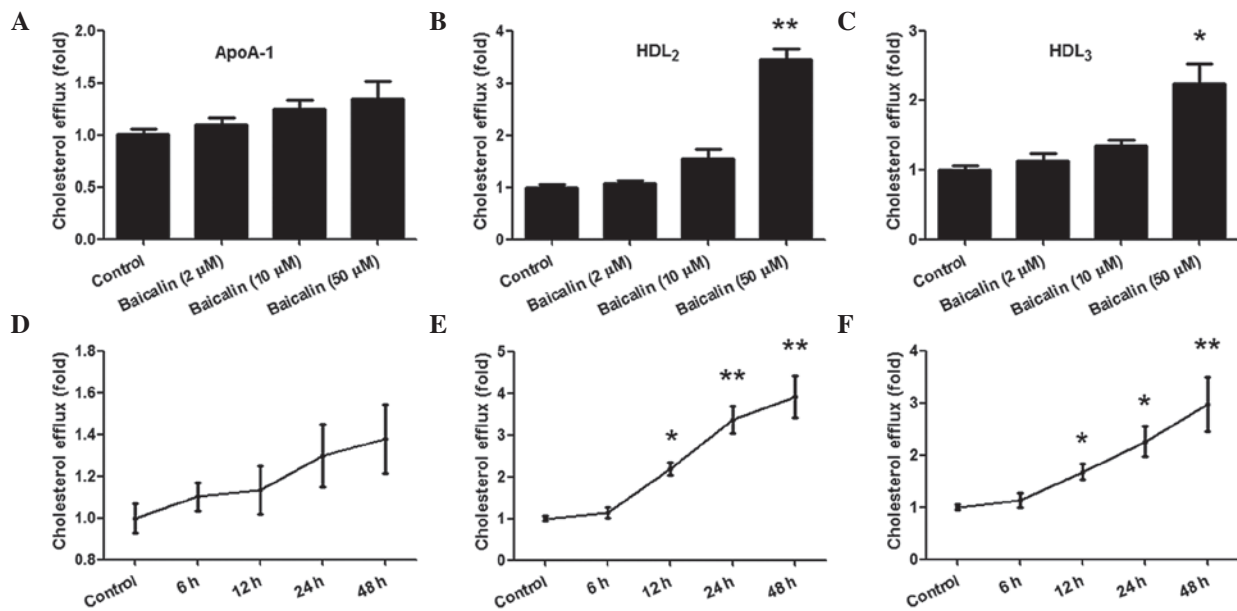 A
Cholesterol efflux (fold)
2.0
1.5
1.0
0.5
0.0
ApoA-1
Control
Baicalin (2 μM)
Baicalin (10 μM)
Baicalin (50 μM)
B
Cholesterol efflux (fold)
4
3
2
1
0
HDL2
**
Control
Baicalin (2 μM)
Baicalin (10 μM)
Baicalin (50 μM)
C
Cholesterol efflux (fold)
3
2
1
0
HDL3
*
Control
Baicalin (2 μM)
Baicalin (10 μM)
Baicalin (50 μM)
D
Cholesterol efflux (fold)
1.8
1.6
1.4
1.2
1.0
0.8
Control
6 h
12 h
24 h
48 h
E
Cholesterol efflux (fold)
5
4
3
2
1
0
*
**
**
Control
6 h
12 h
24 h
48 h
F
Cholesterol efflux (fold)
4
3
2
1
0
*
*
**
Control
6 h
12 h
24 h
48 h